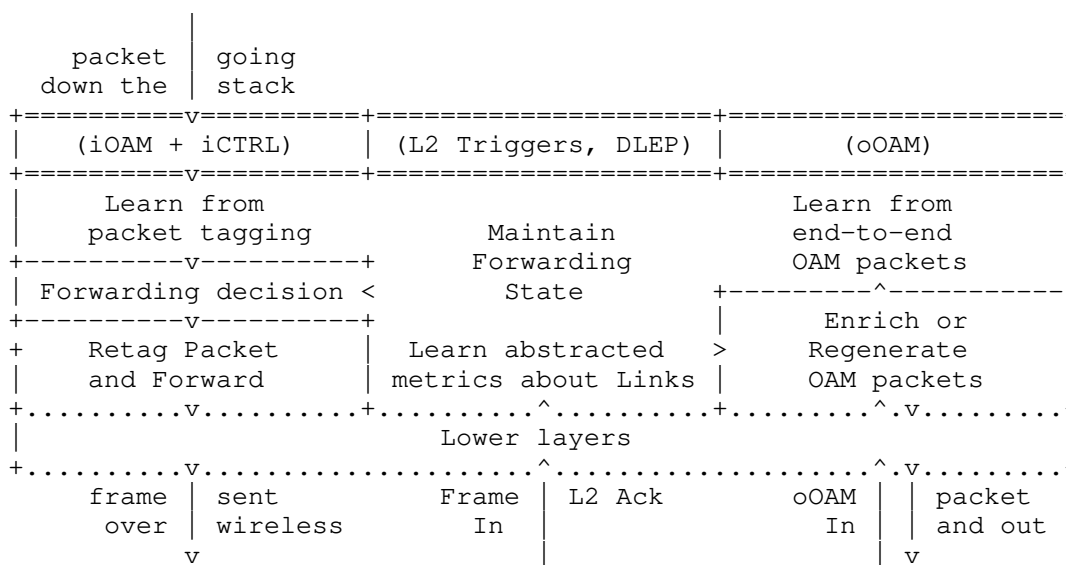 packet | going
down the | stack
(iOAM + iCTRL) | (L2 Triggers, DLEP) | (oOAM)
Learn from Learn from
packet tagging Maintain end-to-end
Forwarding OAM packets
Forwarding decision < State
Enrich or
Retag Packet | Learn abstracted > Regenerate
and Forward | metrics about Links | OAM packets
Lower layers
frame | sent Frame | L2 Ack oOAM | | packet
over | wireless In | In | | and out